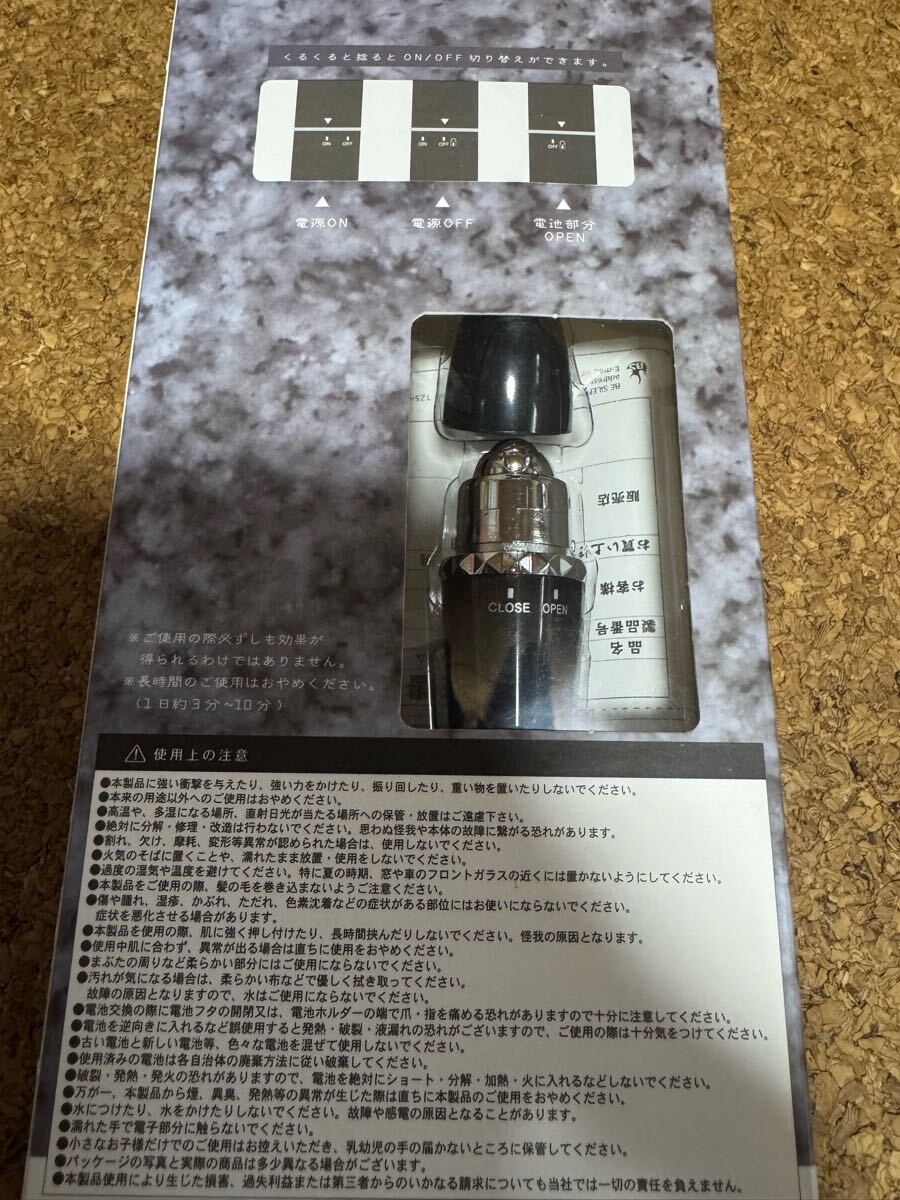 くるくると捻ると ON/OFF 切り替えができます。
ON OFF
ON OFF
OFF
電源ON
電源OFF
電池部分
OPEN
BE SILE
address
E-m
125-
販売店
お買い上
お客様
製品番号
品名
CLOSE OPEN
※ご使用の際必ずしも効果が
得られるわけではありません。
※長時間のご使用はおやめください。
(1日約3分~10分)
使用上の注意
●本製品に強い衝撃を与えたり、強い力をかけたり、振り回したり、重い物を置いたりしないでください。
●本来の用途以外へのご使用はおやめください。
●高温や、多湿になる場所、直射日光が当たる場所への保管・放置はご遠慮下さい。
●絶対に分解・修理・改造は行わないでください。思わぬ怪我や本体の故障に繋がる恐れがあります。
●割れ、欠け、摩耗、変形等異常が認められた場合は、使用しないでください。
●火気のそばに置くことや、濡れたまま放置・使用をしないでください。
●過度の湿気や温度を避けてください。特に夏の時期、窓や車のフロントガラスの近くには置かないようにしてください。
●本製品をご使用の際、髪の毛を巻き込まないようご注意ください。
●傷や腫れ、湿疹、かぶれ、ただれ、色素沈着などの症状がある部位にはお使いにならないでください。
症状を悪化させる場合があります。
●本製品を使用の際、肌に強く押し付けたり、長時間挟んだりしないでください。怪我の原因となります。
●使用中肌に合わず、異常が出る場合は直ちに使用をおやめください。
●まぶたの周りなど柔らかい部分にはご使用にならないでください。
●汚れが気になる場合は、柔らかい布などで優しく拭き取ってください。
故障の原因となりますので、水はご使用にならないでください。
●電池交換の際に電池フタの開閉又は、電池ホルダーの端で爪・指を痛める恐れがありますので十分に注意してください。
●電池を逆向きに入れるなど誤使用すると発熱・破裂・液漏れの恐れがございますので、ご使用の際は十分気をつけてください。
●古い電池と新しい電池等、色々な電池を混ぜて使用しないでください。
●使用済みの電池は各自治体の廃棄方法に従い破棄してください。
●破裂・発熱・発火の恐れがありますので、電池を絶対にショート・分解・加熱・火に入れるなどしないでください。
●万が一、本製品から煙、異臭、発熱等の異常が生じた際は直ちに本製品のご使用をおやめください。
●水につけたり、水をかけたりしないでください。故障や感電の原因となることがあります。
●濡れた手で電子部分に触らないでください。
●小さなお子様だけでのご使用はお控えいただき、乳幼児の手の届かないところに保管してください。
●パッケージの写真と実際の商品は多少異なる場合がございます。
●本製品使用により生じた損害、過失利益または第三者からのいかなる請求についても当社では一切の責任を負えません。